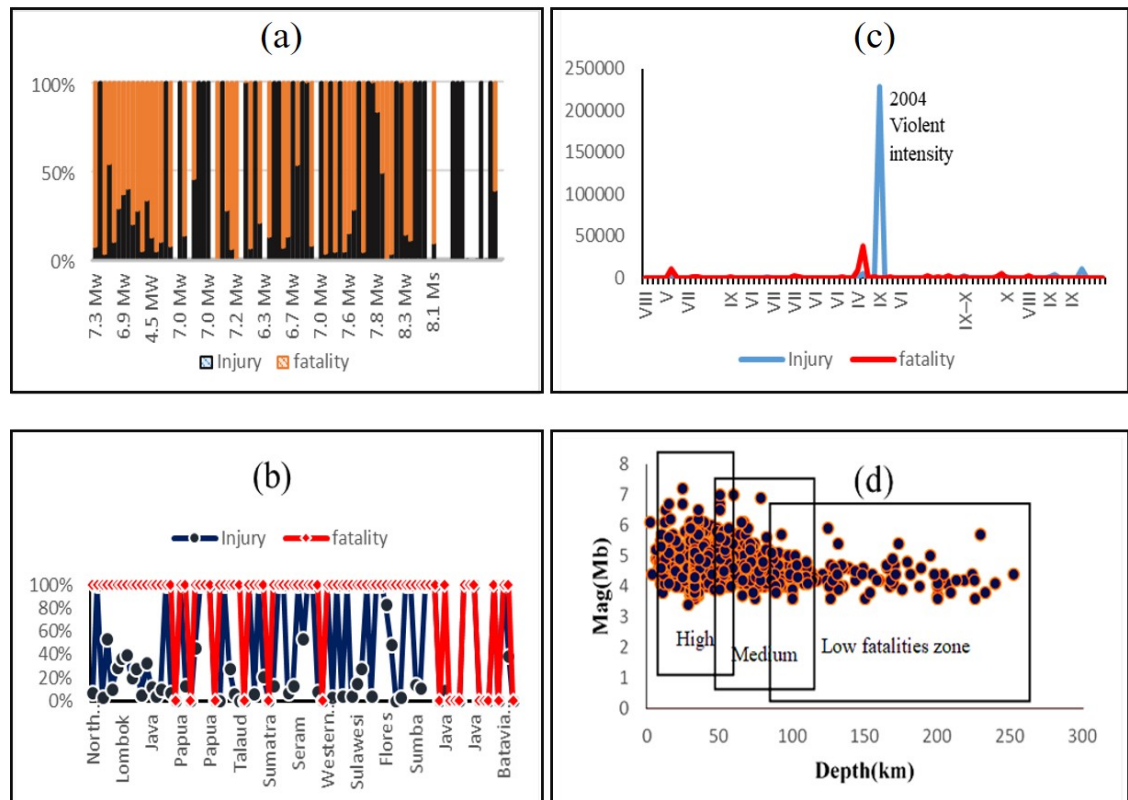 (a)
100%
50%
0%
7.3 Mw
6.9 Mw
4.5 MW
7.0 Mw
7.0 Mw
7.2 Mw
6.3 Mw
6.7 Mw
7.0 Mw
7.6 Mw
7.8 Mw
8.3 Mw
8.1 Ms
Injury fatality
(c)
250000
200000
150000
100000
50000
0
2004
Violent
intensity
VIII
V
VII
IX
VI
VIII
VII
VI
VI
IV
IX
VI
IX–X
X
VIII
IX
IX
Injury fatality
(b)
Injury fatality
100%
80%
60%
40%
20%
0%
North…
Lombok
Java
Papua
Papua
Talaud
Sumatra
Seram
Western…
Sulawesi
Flores
Sumba
Java
Java
Batavia…
(d)
Mag(Mb)
8
7
6
5
4
3
2
1
0
High
Medium
Low fatalities zone
0 50 100 150 200 250 300
Depth(km)